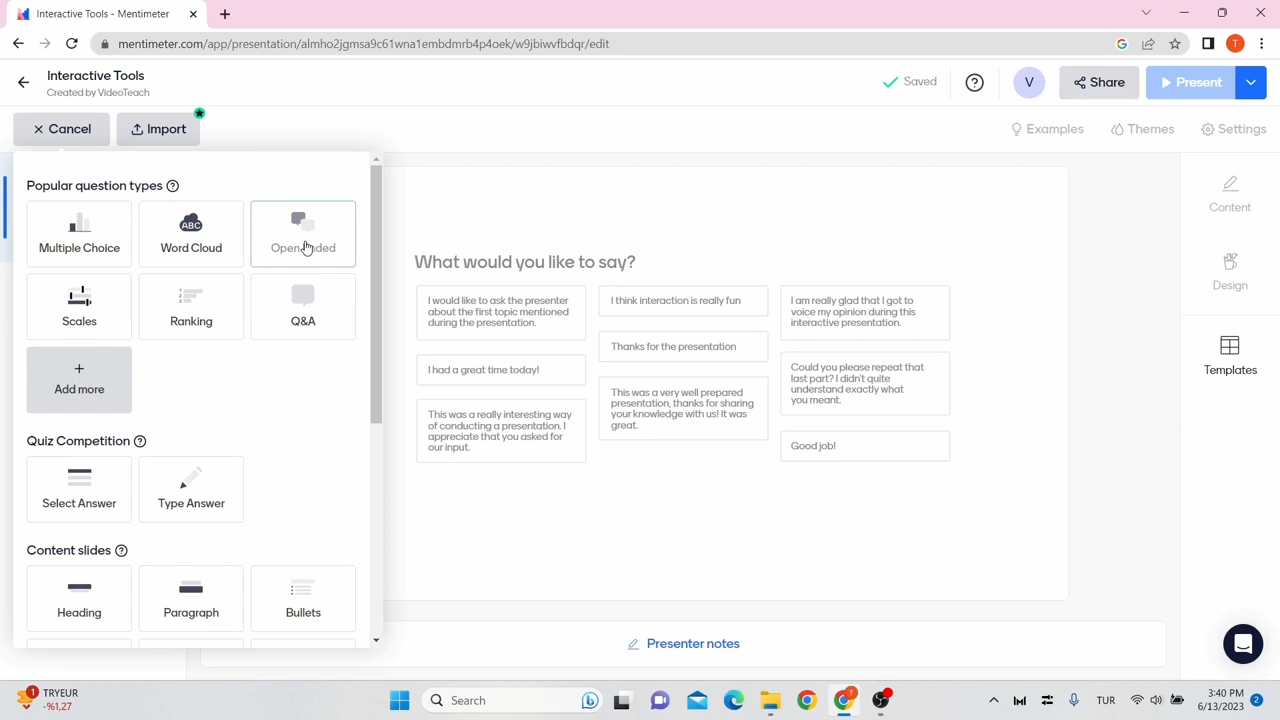 Interactive Tools - Mentimeter
mentimeter.com/app/presentation/almho2jgmsa9c61wna1embdmrb4p4oek/w9jbiwvfbdqr/edit
T
Interactive Tools
Created by VideoTeach
Saved
V
Share
Present
Cancel
Import
Examples
Themes
Settings
Popular question types
Multiple Choice
ABC
Word Cloud
Open Ended
Scales
Ranking
Q&A
Add more
Quiz Competition
Select Answer
Type Answer
Content slides
Heading
Paragraph
Bullets
What would you like to say?
I would like to ask the presenter
about the first topic mentioned
during the presentation.
I had a great time today!
This was a really interesting way
of conducting a presentation. I
appreciate that you asked for
our input.
I think interaction is really fun
Thanks for the presentation
This was a very well prepared
presentation, thanks for sharing
your knowledge with us! It was
great.
I am really glad that I got to
voice my opinion during this
interactive presentation.
Could you please repeat that
last part? I didn't quite
understand exactly what
you meant.
Good job!
Presenter notes
Content
Design
Templates
1
TRYEUR
-%1,27
Search
T
TUR
3:40 PM
6/13/2023
2